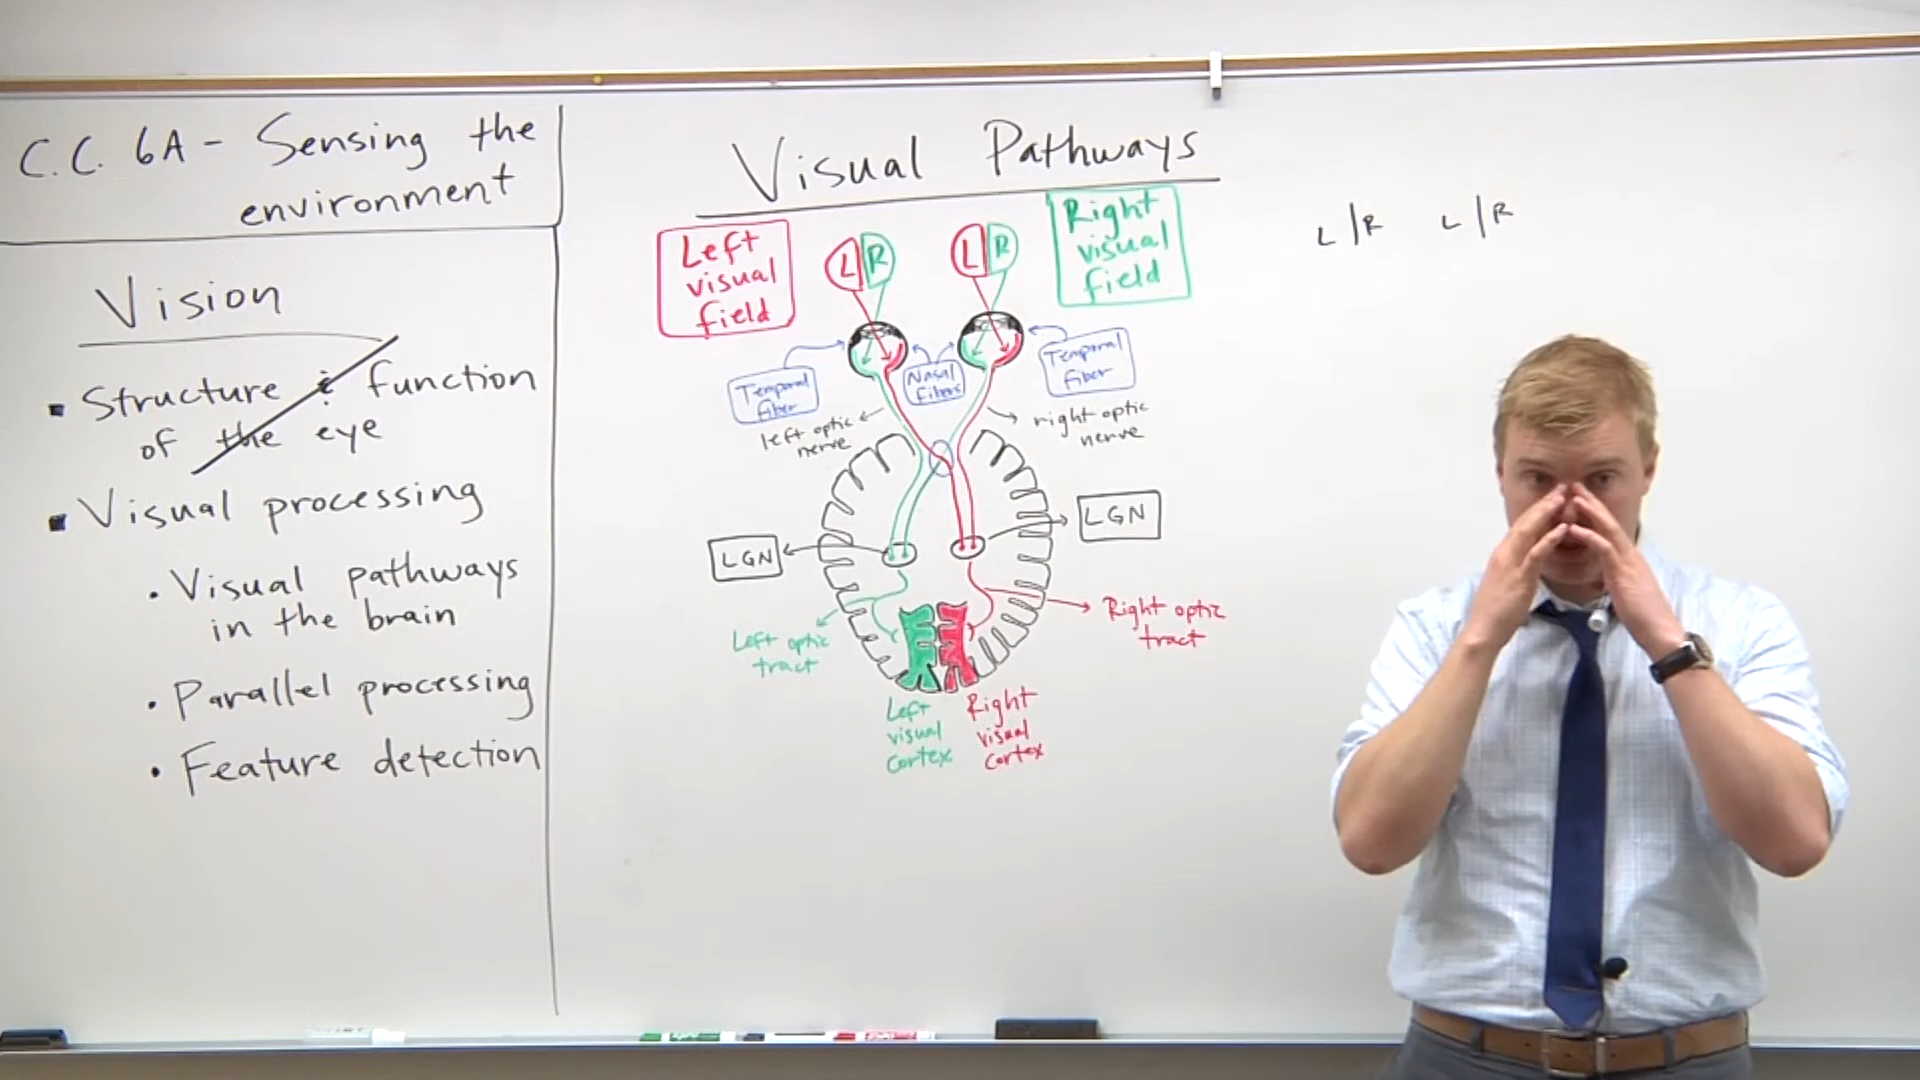 C.C. 6A - Sensing the
environment
Vision
▪ Structure & function
of the eye
▪ Visual processing
• Visual pathways
in the brain
• Parallel processing
• Feature detection
Visual Pathways
Left
visual
field
L R
L R
Right
visual
field
L/R L/R
Temporal
fiber
Nasal
fibers
Temporal
fiber
left optic
nerve
right optic
nerve
LGN
LGN
Left optic
tract
Right optic
tract
Left
visual
cortex
Right
visual
cortex